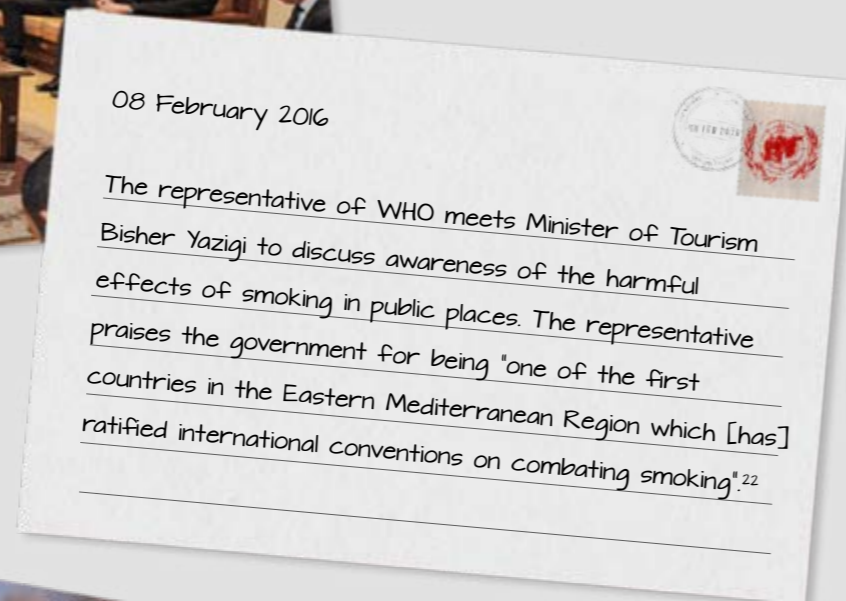 08 February 2016
The representative of WHO meets Minister of Tourism
Bisher Yazigi to discuss awareness of the harmful
effects of smoking in public places. The representative
praises the government for being "one of the first
countries in the Eastern Mediterranean Region which [has]
ratified international conventions on combating smoking".22